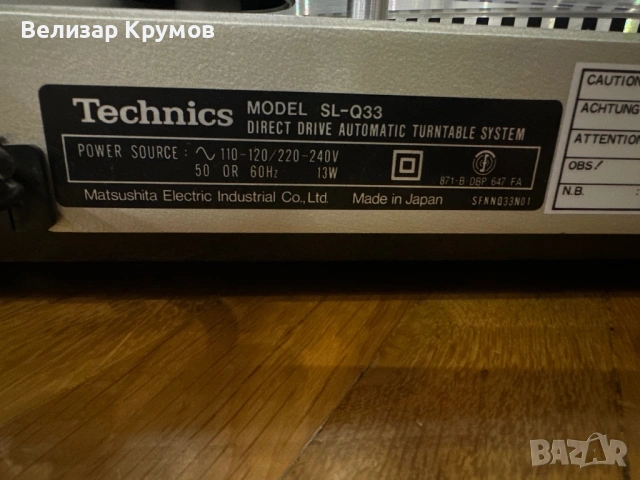 Велизар Крумов
Technics MODEL SL-Q33
DIRECT DRIVE AUTOMATIC TURNTABLE SYSTEM
POWER SOURCE : ∿ 110-120/220-240V
50 OR 60Hz 13W
871-B DBP 647 FA
Matsushita Electric Industrial Co., Ltd. Made in Japan SFNNQ33N01
CAUTION
ACHTUNG
ATTENTION
OBS/
N.B.
BAZAR